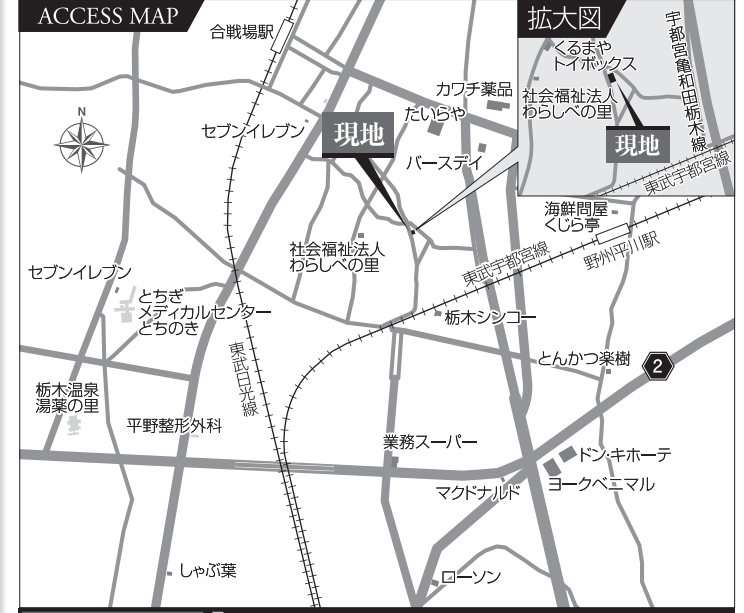 ACCESS MAP
合戦場駅
拡大図
くるまや
トイボックス
社会福祉法人
わらしべの里
現地
宇都宮亀和田栃木線
東武宇都宮線
カワチ薬品
たいらや
セブンイレブン
現地
バースデイ
N
海鮮問屋
くじら亭
野州平川駅
社会福祉法人
わらしべの里
東武宇都宮線
セブンイレブン
とちぎ
メディカルセンター
とちのき
栃木シンコー
とんかつ楽樹
2
東武日光線
栃木温泉
湯楽の里
平野整形外科
業務スーパー
ドン・キホーテ
マクドナルド
ヨークベニマル
しゃぶ葉
ローソン